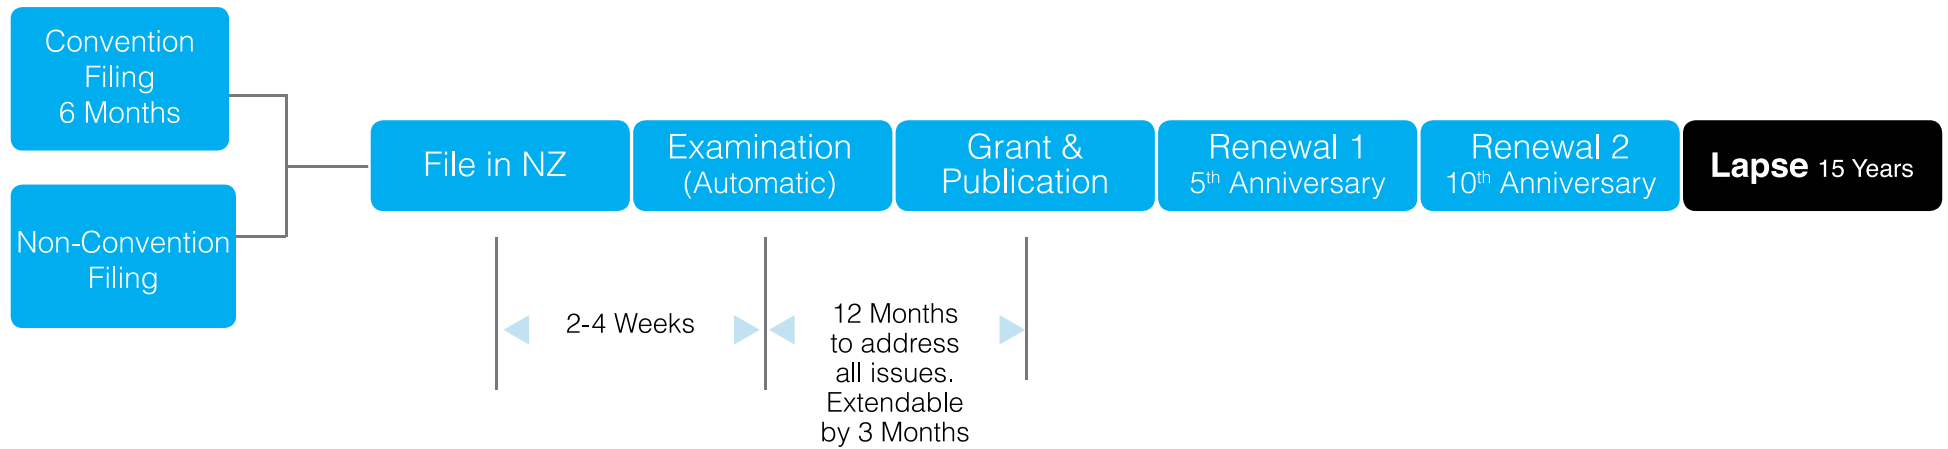 Convention
Filing
6 Months
Non-Convention
Filing
File in NZ
Examination
(Automatic)
Grant &
Publication
Renewal 1
5th Anniversary
Renewal 2
10th Anniversary
Lapse 15 Years
2-4 Weeks
12 Months
to address
all issues.
Extendable
by 3 Months